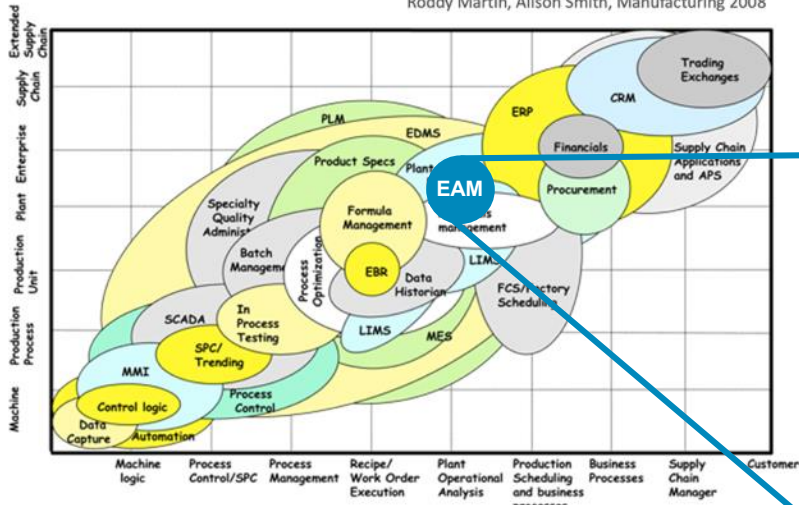 Roddy Martin, Alison Smith, Manufacturing 2008
Extended
Supply
Chain
Supply
Chain
Enterprise
Plant
Production
Unit
Production
Process
Machine
Trading
Exchanges
CRM
ERP
PLM
EDMS
Financials
Supply Chain
Applications
and APS
Product Specs
Plant
EAM
Procurement
Specialty
Quality
Administ
Formula
Management
management
Batch
Manageme
Process
Optimization
EBR
Data
Historian
LIMS
FCS/Factory
Scheduling
SCADA
In
Process
Testing
LIMS
MES
SPC/
Trending
MMI
Process
Control
Control logic
Data
Capture
Automation
Machine
logic
Process
Control/SPC
Process
Management
Recipe/
Work Order
Execution
Plant
Operational
Analysis
Production
Scheduling
and business
Business
Processes
Supply
Chain
Manager
Customer